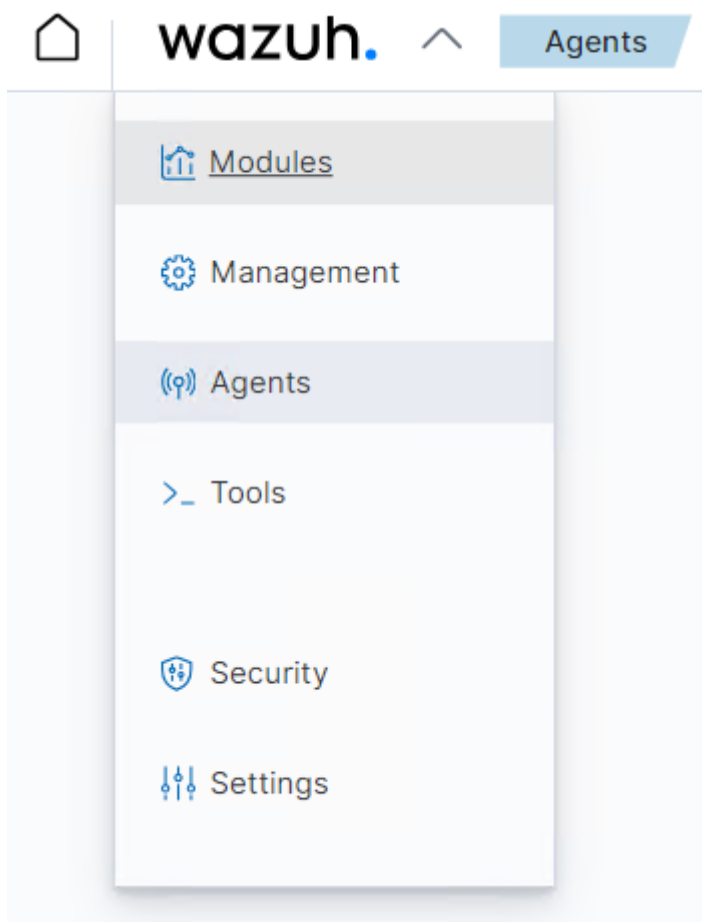 wazuh. Agents
Modules
Management
Agents
Tools
Security
Settings